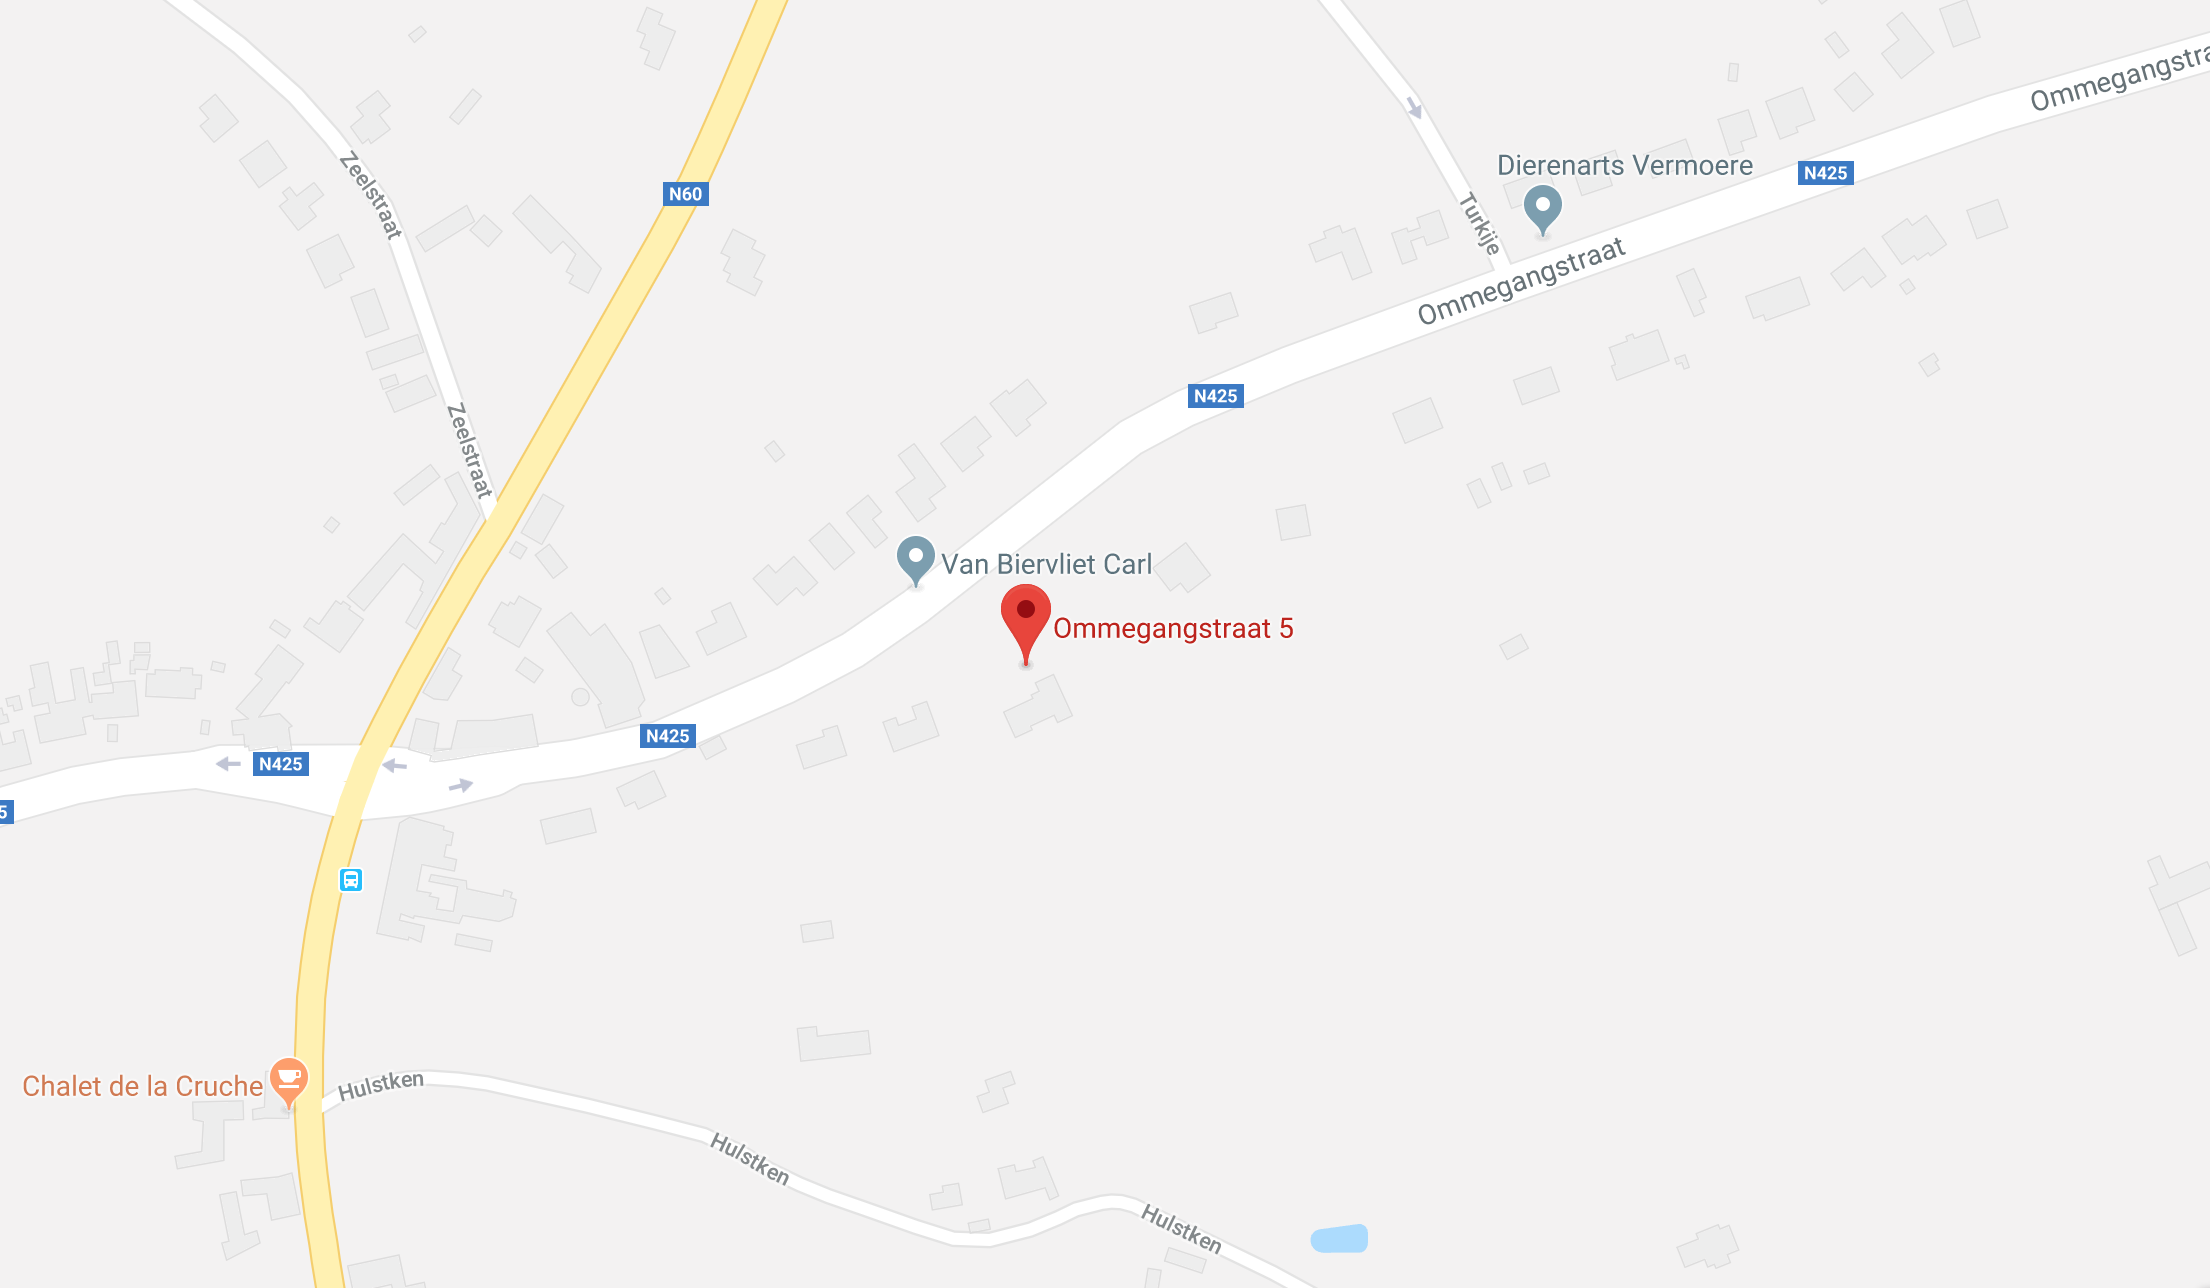 Ommegangstra
Zeelstraat
Dierenarts Vermoere
N425
N60
Turkije
Ommegangstraat
N425
Zeelstraat
Van Biervliet Carl
Ommegangstraat 5
N425
N425
5
Chalet de la Cruche
Hulstken
Hulstken
Hulstken